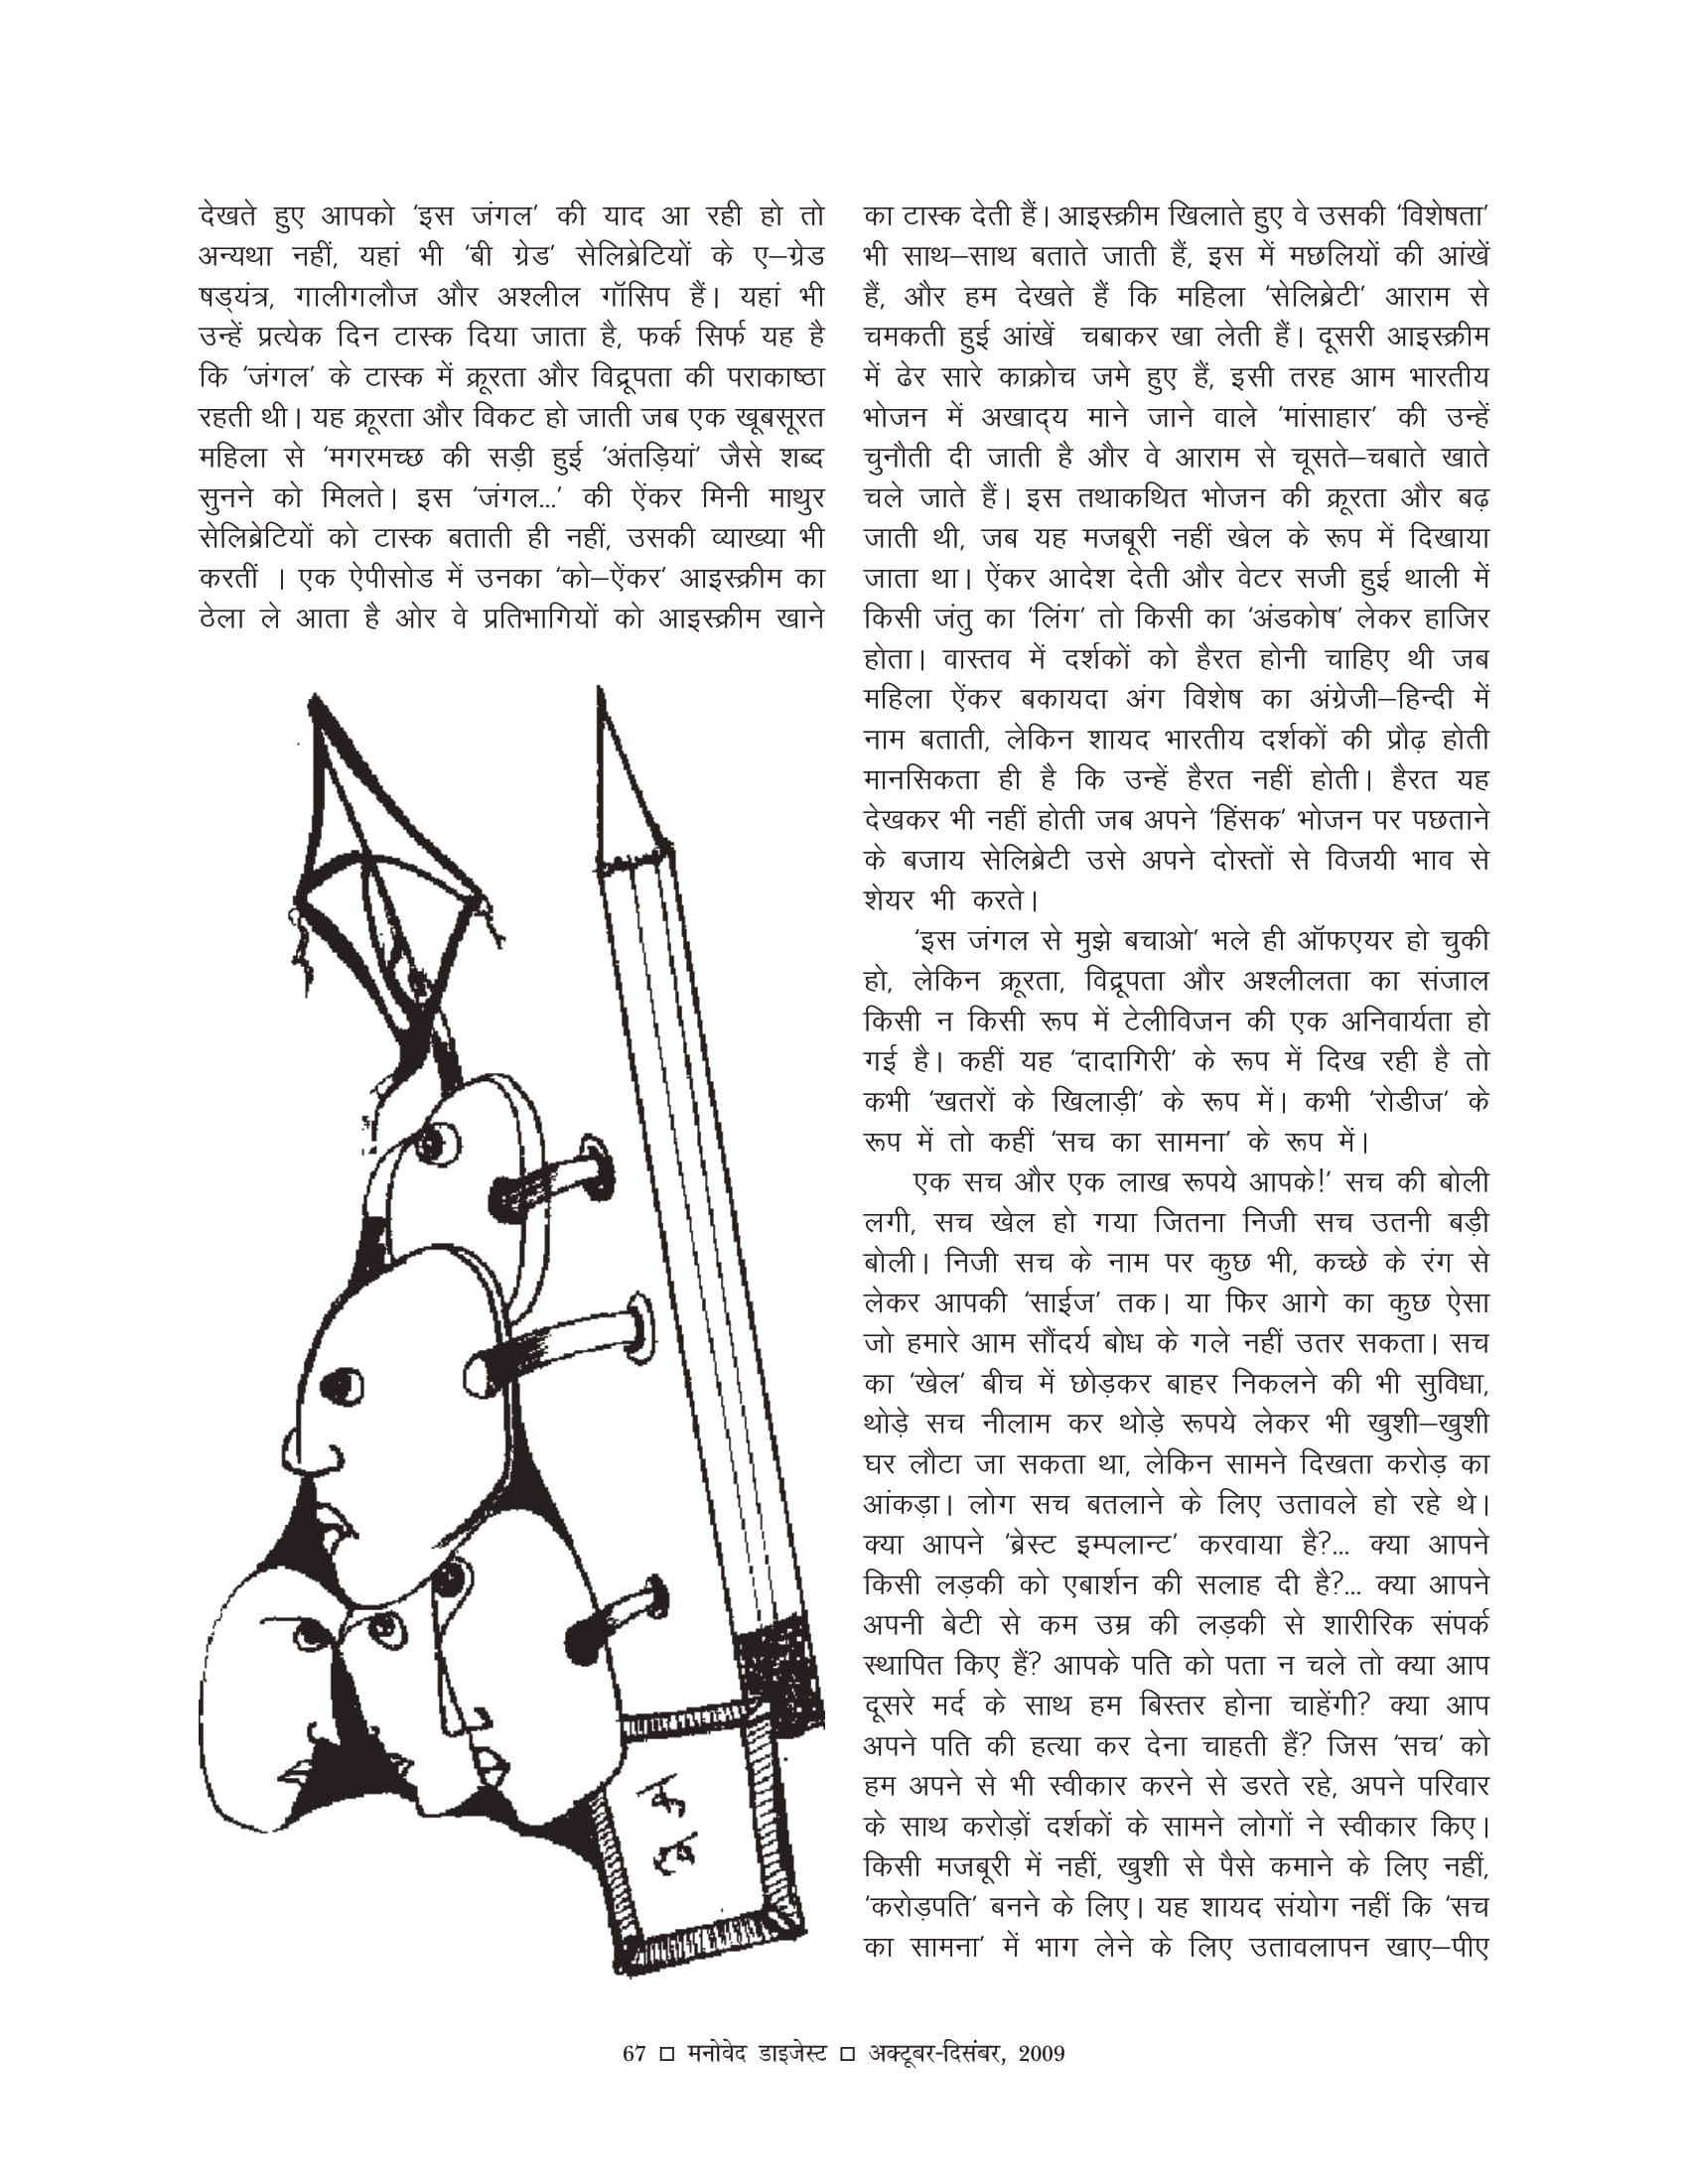 देखते हुए आपको ‘इस जंगल’ की याद आ रही हो तो
अन्यथा नहीं, यहां भी ‘बी ग्रेड’ सेलिब्रेटियों के ए–ग्रेड
षड्यंत्र, गालीगलौज और अश्लील गॉसिप हैं। यहां भी
उन्हें प्रत्येक दिन टास्क दिया जाता है, फर्क सिर्फ यह है
कि ‘जंगल’ के टास्क में क्रूरता और विद्रूपता की पराकाष्ठा
रहती थी। यह क्रूरता और विकट हो जाती जब एक खूबसूरत
महिला से ‘मगरमच्छ की सड़ी हुई ‘अंतड़ियां’ जैसे शब्द
सुनने को मिलते। इस ‘जंगल...’ की ऐंकर मिनी माथुर
सेलिब्रेटियों को टास्क बताती ही नहीं, उसकी व्याख्या भी
करतीं । एक ऐपीसोड में उनका ‘को–ऐंकर’ आइस्क्रीम का
ठेला ले आता है ओर वे प्रतिभागियों को आइस्क्रीम खाने
का टास्क देती हैं। आइस्क्रीम खिलाते हुए वे उसकी ‘विशेषता’
भी साथ–साथ बताते जाती हैं, इस में मछलियों की आंखें
हैं, और हम देखते हैं कि महिला ‘सेलिब्रेटी’ आराम से
चमकती हुई आंखें चबाकर खा लेती हैं। दूसरी आइस्क्रीम
में ढेर सारे काक्रोच जमे हुए हैं, इसी तरह आम भारतीय
भोजन में अखाद्य माने जाने वाले ‘मांसाहार’ की उन्हें
चुनौती दी जाती है और वे आराम से चूसते–चबाते खाते
चले जाते हैं। इस तथाकथित भोजन की क्रूरता और बढ़
जाती थी, जब यह मजबूरी नहीं खेल के रूप में दिखाया
जाता था। ऐंकर आदेश देती और वेटर सजी हुई थाली में
किसी जंतु का ‘लिंग’ तो किसी का ‘अंडकोष’ लेकर हाजिर
होता। वास्तव में दर्शकों को हैरत होनी चाहिए थी जब
महिला ऐंकर बकायदा अंग विशेष का अंग्रेजी–हिन्दी में
नाम बताती, लेकिन शायद भारतीय दर्शकों की प्रौढ़ होती
मानसिकता ही है कि उन्हें हैरत नहीं होती। हैरत यह
देखकर भी नहीं होती जब अपने ‘हिंसक’ भोजन पर पछताने
के बजाय सेलिब्रेटी उसे अपने दोस्तों से विजयी भाव से
शेयर भी करते।
‘इस जंगल से मुझे बचाओ’ भले ही ऑफएयर हो चुकी
हो, लेकिन क्रूरता, विद्रूपता और अश्लीलता का संजाल
किसी न किसी रूप में टेलीविजन की एक अनिवार्यता हो
गई है। कहीं यह ‘दादागिरी’ के रूप में दिख रही है तो
कभी ‘खतरों के खिलाड़ी’ के रूप में। कभी ‘रोडीज’ के
रूप में तो कहीं ‘सच का सामना’ के रूप में।
एक सच और एक लाख रूपये आपके!’ सच की बोली
लगी, सच खेल हो गया जितना निजी सच उतनी बड़ी
बोली। निजी सच के नाम पर कुछ भी, कच्छे के रंग से
लेकर आपकी ‘साईज’ तक। या फिर आगे का कुछ ऐसा
जो हमारे आम सौंदर्य बोध के गले नहीं उतर सकता। सच
का ‘खेल’ बीच में छोड़कर बाहर निकलने की भी सुविधा,
थोड़े सच नीलाम कर थोड़े रूपये लेकर भी खुशी–खुशी
घर लौटा जा सकता था, लेकिन सामने दिखता करोड़ का
आंकड़ा। लोग सच बतलाने के लिए उतावले हो रहे थे।
क्या आपने ‘ब्रेस्ट इम्पलान्ट’ करवाया है?... क्या आपने
किसी लड़की को एबार्शन की सलाह दी है?... क्या आपने
अपनी बेटी से कम उम्र की लड़की से शारीरिक संपर्क
स्थापित किए हैं? आपके पति को पता न चले तो क्या आप
दूसरे मर्द के साथ हम बिस्तर होना चाहेंगी? क्या आप
अपने पति की हत्या कर देना चाहती हैं? जिस ‘सच’ को
हम अपने से भी स्वीकार करने से डरते रहे, अपने परिवार
के साथ करोड़ों दर्शकों के सामने लोगों ने स्वीकार किए।
किसी मजबूरी में नहीं, खुशी से पैसे कमाने के लिए नहीं,
‘करोड़पति’ बनने के लिए। यह शायद संयोग नहीं कि ‘सच
का सामना’ में भाग लेने के लिए उतावलापन खाए–पीए
67 □ मनोवेद डाइजेस्ट □ अक्टूबर-दिसंबर, 2009